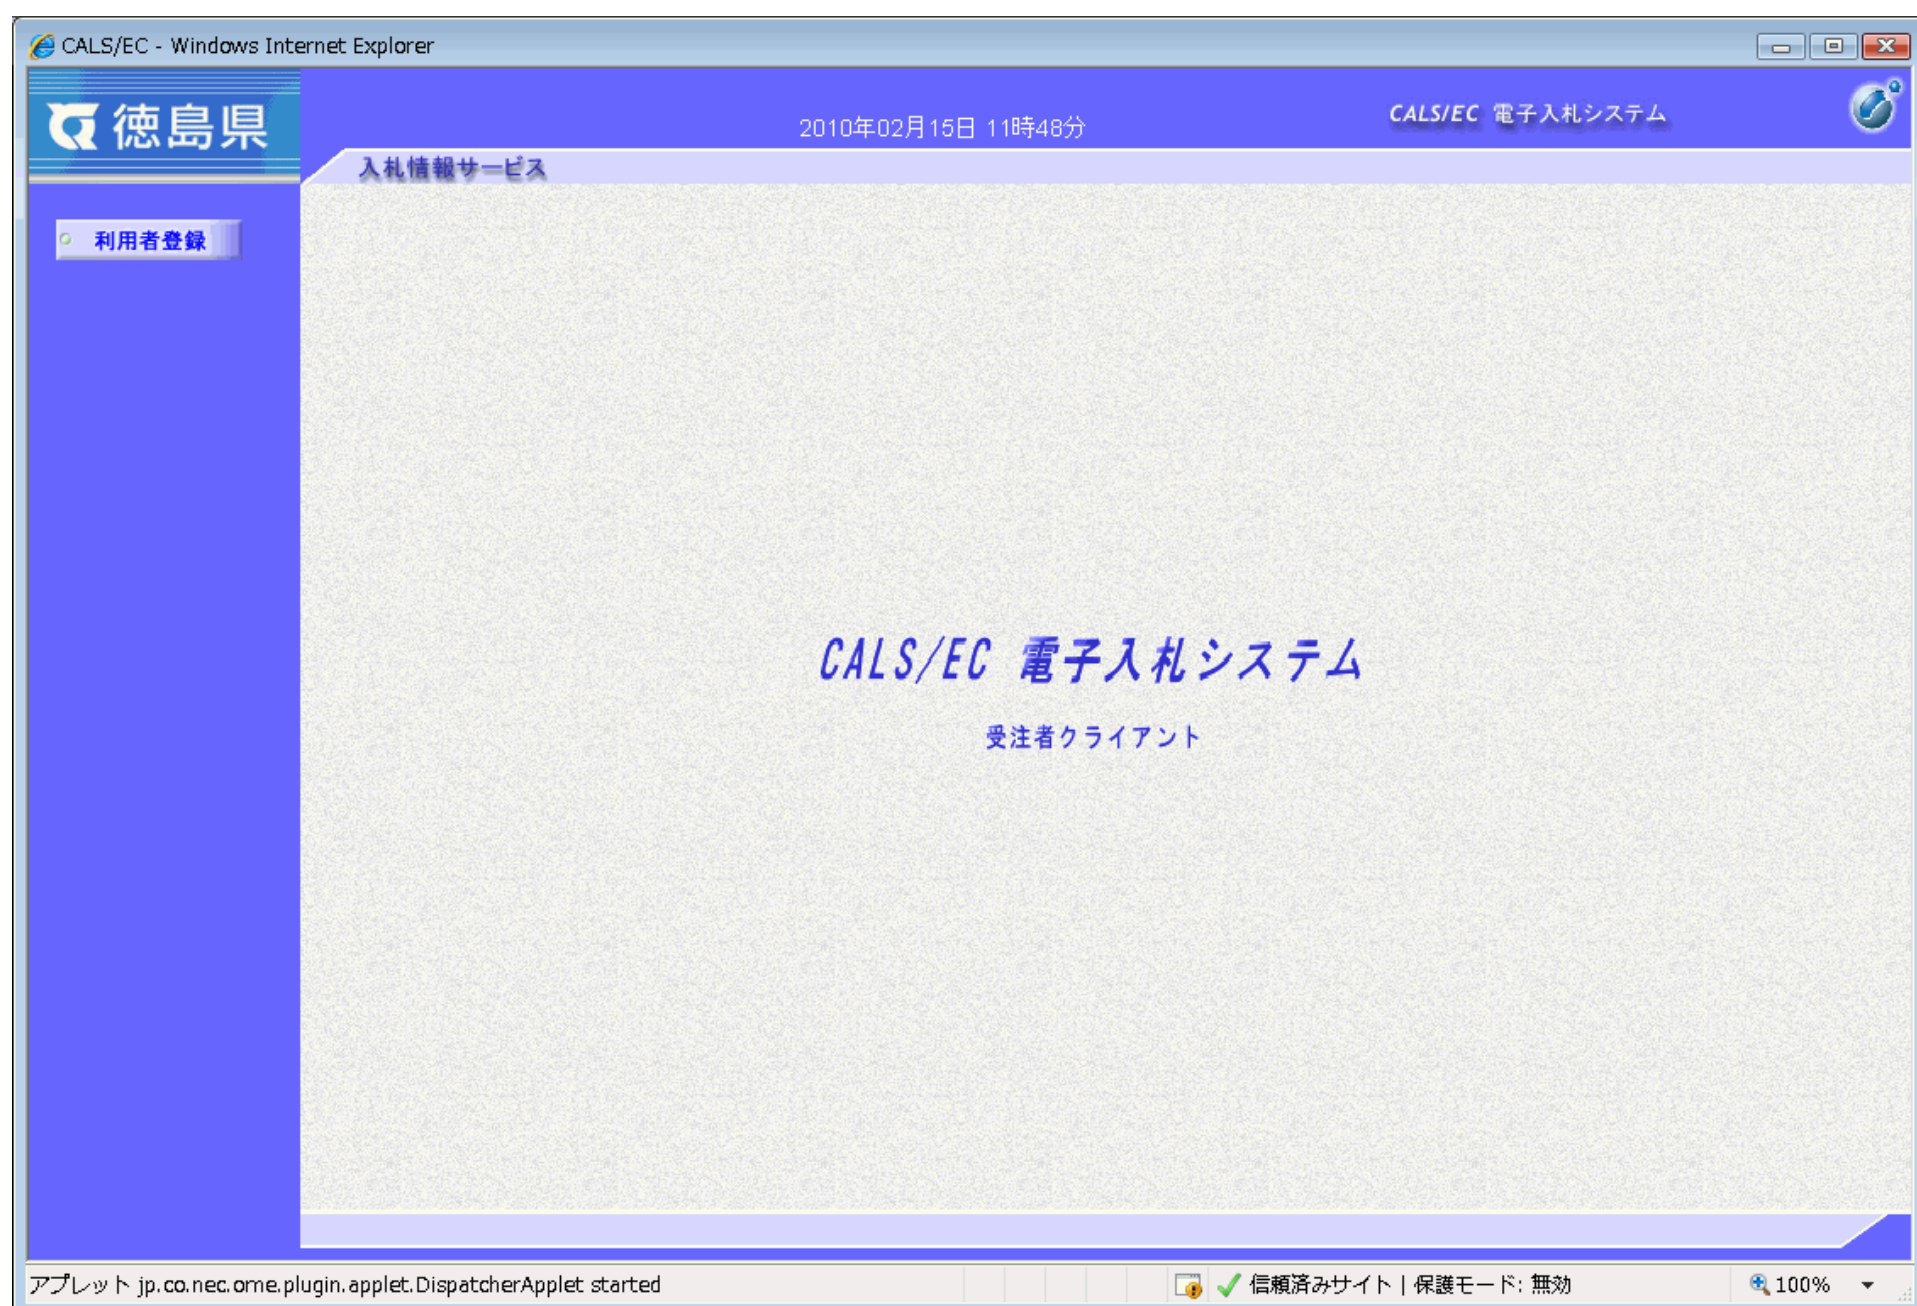 CALS/EC - Windows Internet Explorer
徳島県
2010年02月15日 11時48分
CALS/EC 電子入札システム
入札情報サービス
利用者登録
CALS/EC 電子入札システム
受注者クライアント
アプレット jp.co.nec.ome.plugin.applet.DispatcherApplet started
信頼済みサイト | 保護モード: 無効
100%